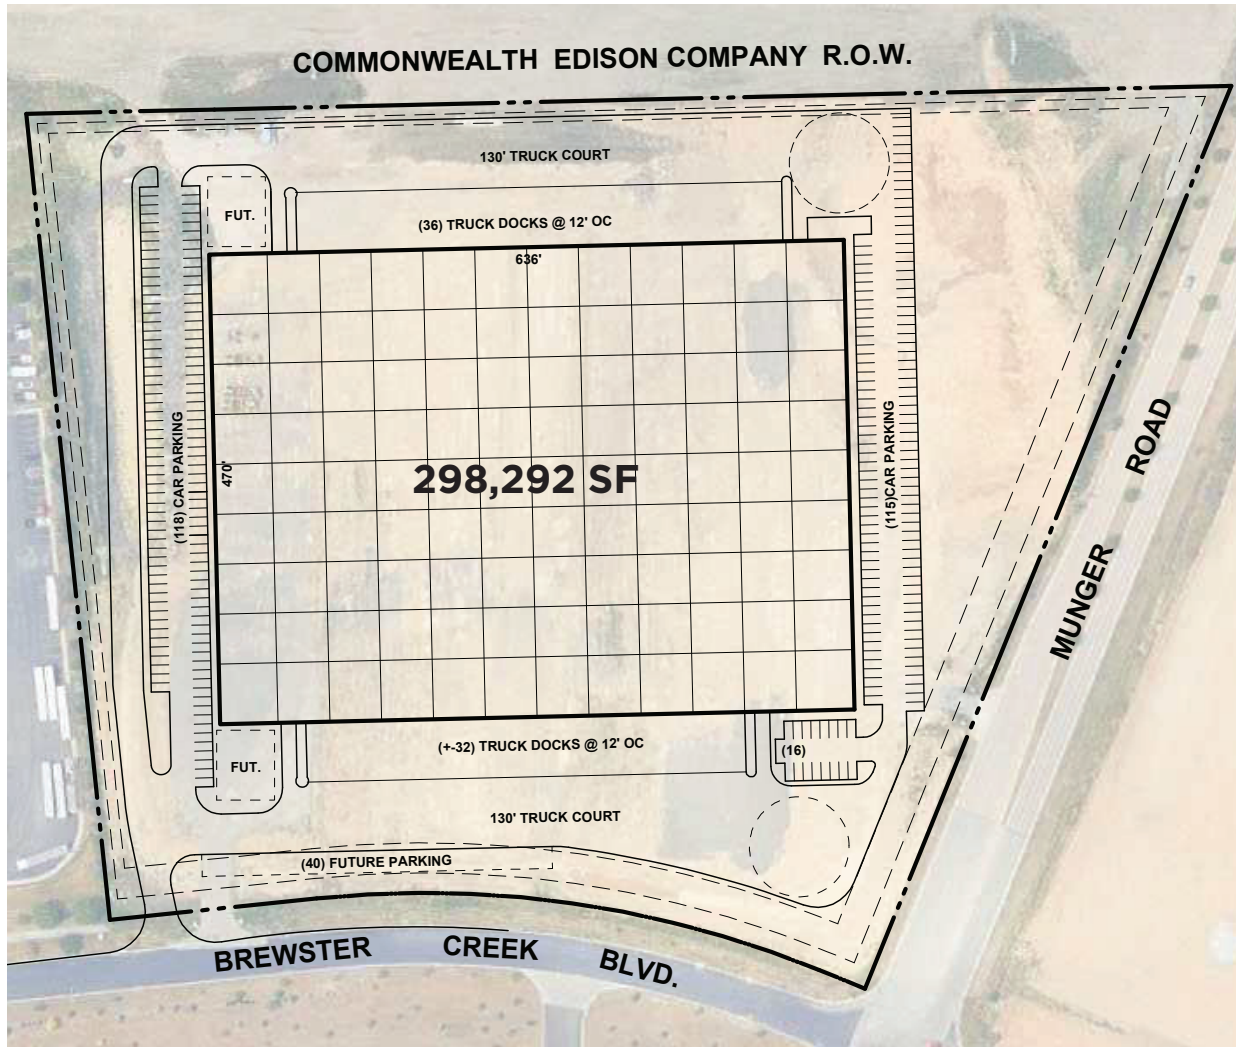 COMMONWEALTH EDISON COMPANY R.O.W.
130' TRUCK COURT
FUT.
(36) TRUCK DOCKS @ 12' OC
636'
(118) CAR PARKING
470'
298,292 SF
(115)CAR PARKING
MUNGER ROAD
(+-32) TRUCK DOCKS @ 12' OC
(16)
FUT.
130' TRUCK COURT
(40) FUTURE PARKING
BREWSTER CREEK BLVD.